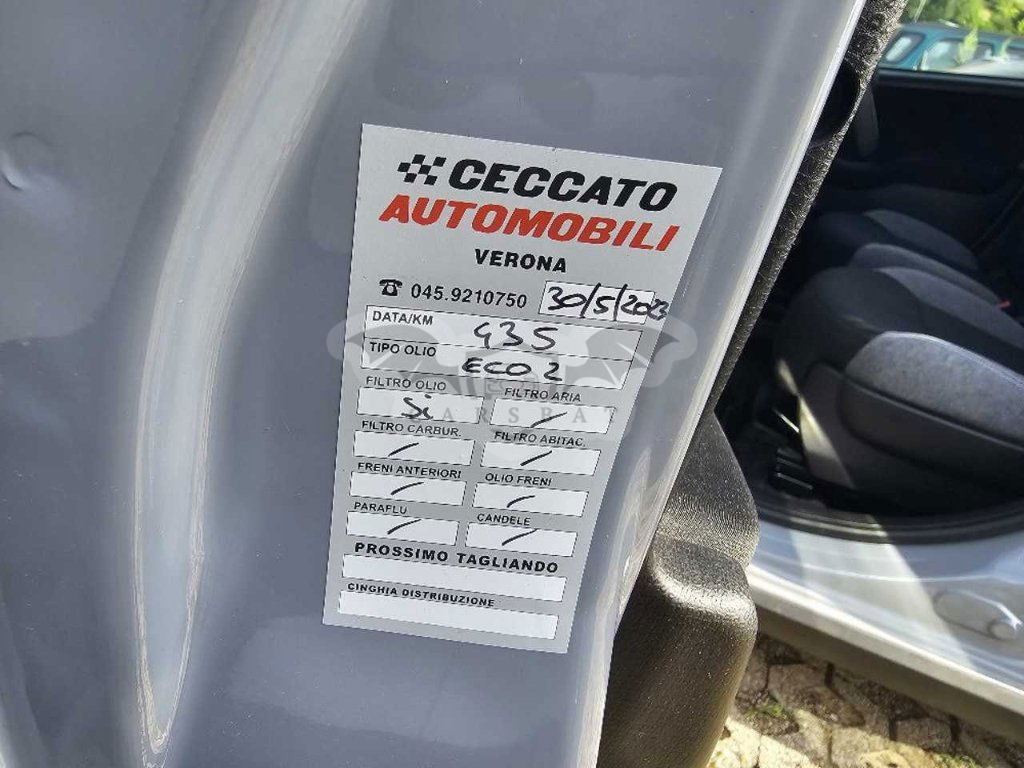 CECCATO
AUTOMOBILI
VERONA
☎ 045.9210750 30/5/2023
DATA/KM 435
TIPO OLIO ECO 2
FILTRO OLIO FILTRO ARIA
Si /
FILTRO CARBUR. FILTRO ABITAC.
/ /
FRENI ANTERIORI OLIO FRENI
/ /
PARAFLU CANDELE
/ /
PROSSIMO TAGLIANDO
CINGHIA DISTRIBUZIONE